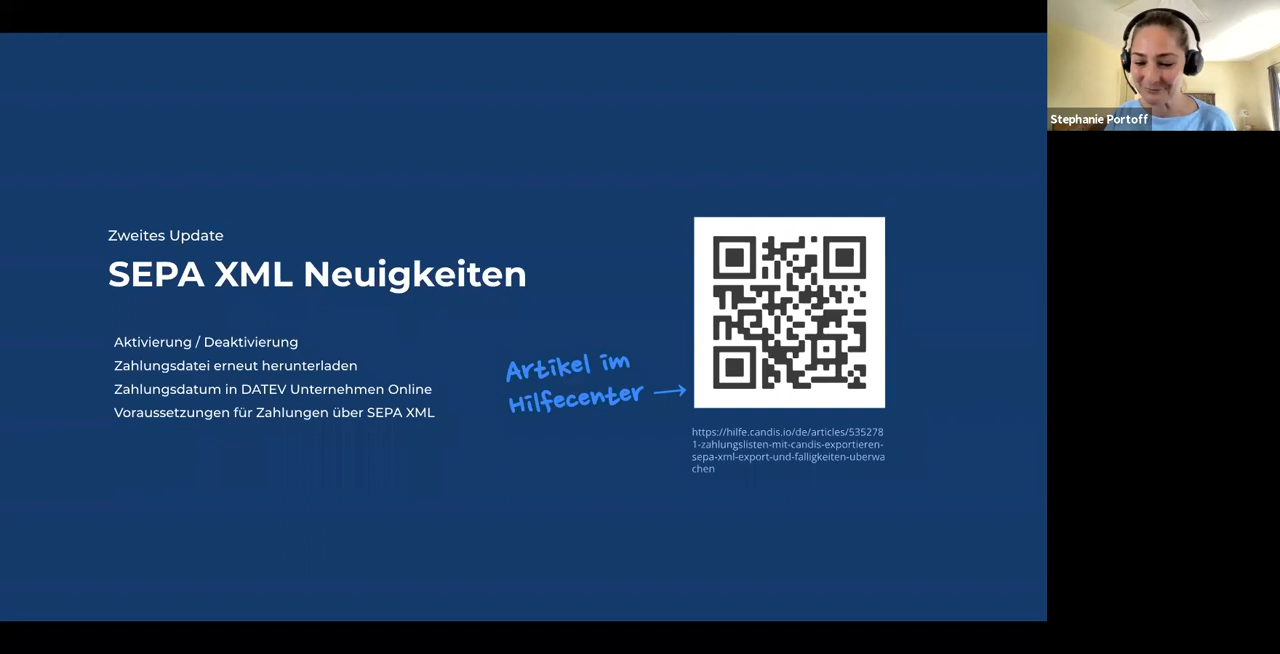 Stephanie Portoff
Zweites Update
SEPA XML Neuigkeiten
Aktivierung / Deaktivierung
Zahlungsdatei erneut herunterladen
Zahlungsdatum in DATEV Unternehmen Online
Voraussetzungen für Zahlungen über SEPA XML
Artikel im
Hilfecenter →
https://hilfe.candis.io/de/articles/535278
1-zahlungslisten-mit-candis-exportieren-
sepa-xml-export-und-falligkeiten-uberwa
chen